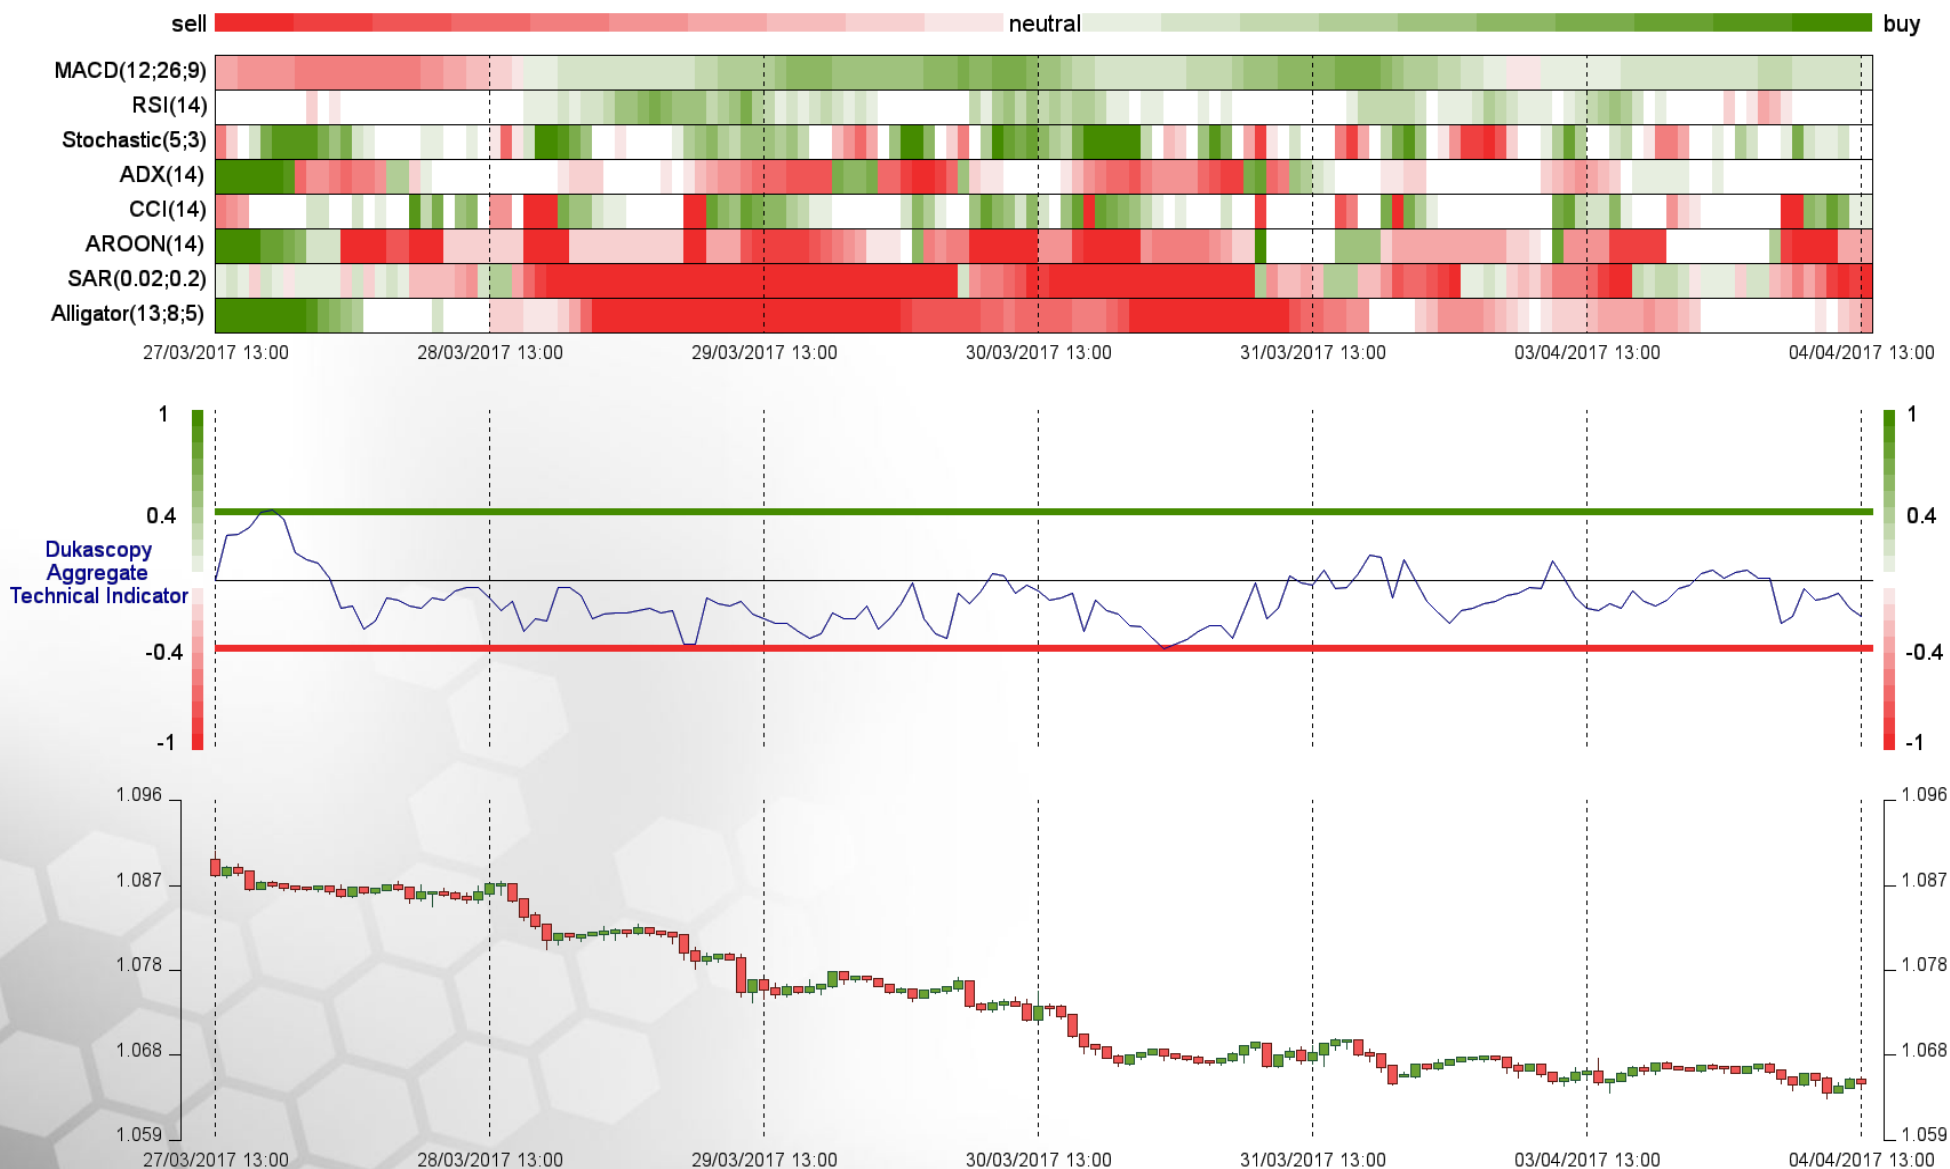 sell neutral buy
MACD(12;26;9)
RSI(14)
Stochastic(5;3)
ADX(14)
CCI(14)
AROON(14)
SAR(0.02;0.2)
Alligator(13;8;5)
27/03/2017 13:00 28/03/2017 13:00 29/03/2017 13:00 30/03/2017 13:00 31/03/2017 13:00 03/04/2017 13:00 04/04/2017 13:00
1 1
0.4 0.4
Dukascopy
Aggregate
Technical Indicator
-0.4 -0.4
-1 -1
1.096 1.096
1.087 1.087
1.078 1.078
1.068 1.068
1.059 1.059
27/03/2017 13:00 28/03/2017 13:00 29/03/2017 13:00 30/03/2017 13:00 31/03/2017 13:00 03/04/2017 13:00 04/04/2017 13:00